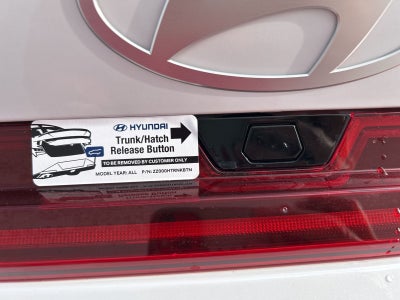 HYUNDAI
Trunk/Hatch
Release Button
TO BE REMOVED BY CUSTOMER ONLY
MODEL YEAR: ALL P/N: 22000HTRNKBTN